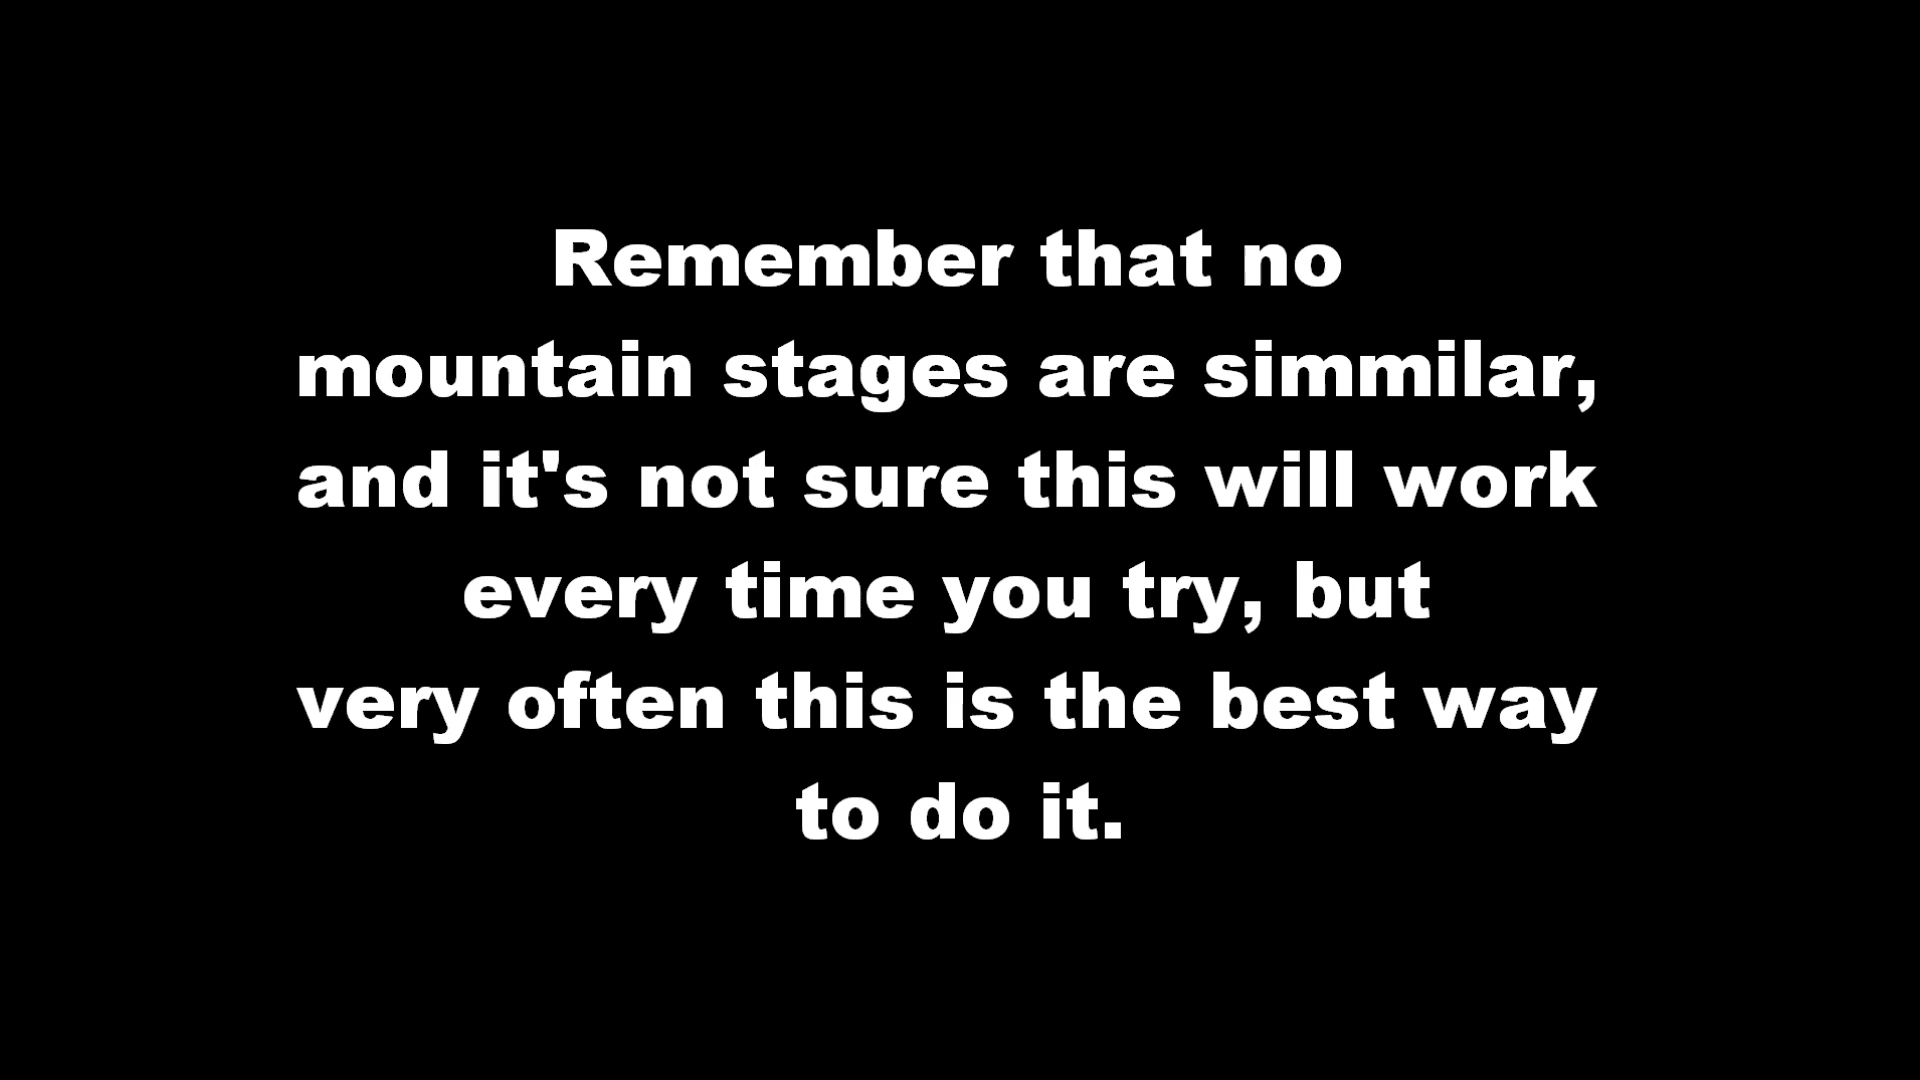 Remember that no
mountain stages are simmilar,
and it's not sure this will work
every time you try, but
very often this is the best way
to do it.